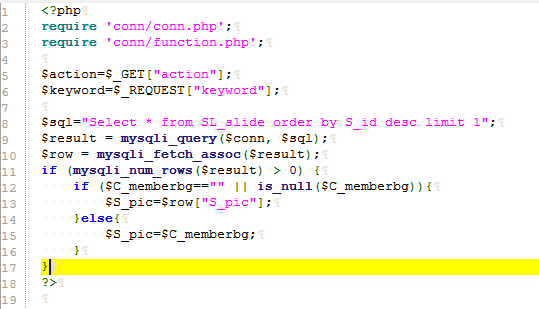 1 <?php¶
2 require 'conn/conn.php';¶
3 require 'conn/function.php';¶
4 ¶
5 $action=$_GET["action"];¶
6 $keyword=$_REQUEST["keyword"];¶
7 ¶
8 $sql="Select * from SL_slide order by S_id desc limit 1";¶
9 $result = mysqli_query($conn, $sql);¶
10 $row = mysqli_fetch_assoc($result);¶
11 if (mysqli_num_rows($result) > 0) {¶
12     if ($C_memberbg=="" || is_null($C_memberbg)){¶
13         $S_pic=$row["S_pic"];¶
14     }else{¶
15         $S_pic=$C_memberbg;¶
16     }¶
17 }¶
18 ?>¶
19 ¶